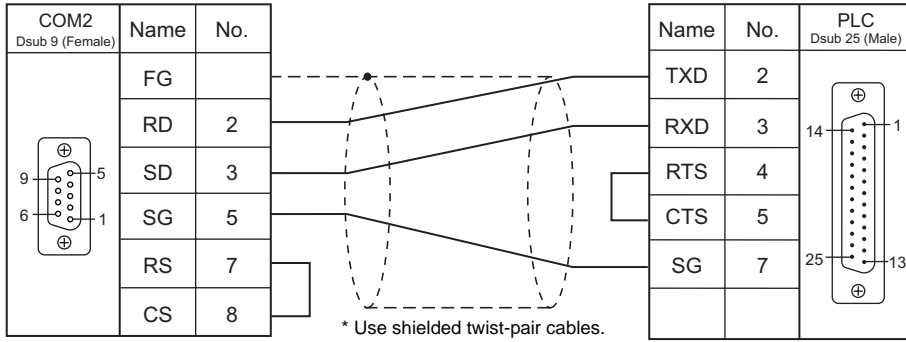 COM2
Dsub 9 (Female)
Name No.
FG
RD 2
SD 3
SG 5
RS 7
CS 8
9 5
6 1
* Use shielded twist-pair cables.
Name No.
PLC
Dsub 25 (Male)
TXD 2
RXD 3
RTS 4
CTS 5
SG 7
14 1
25 13